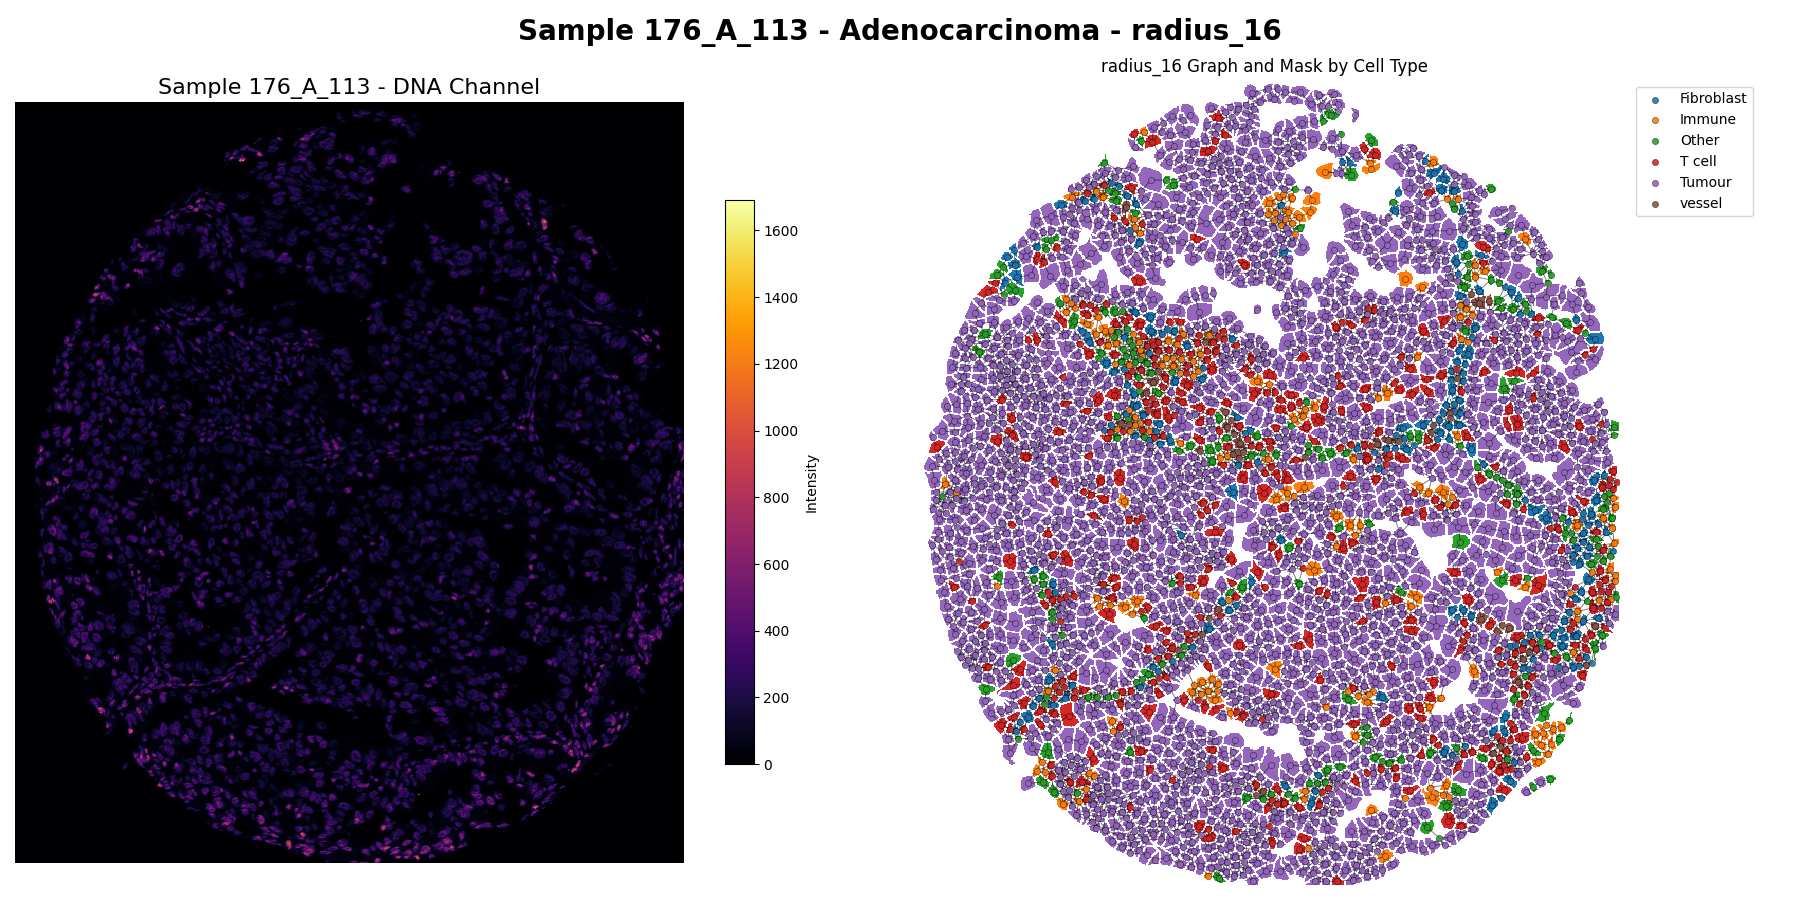 Sample 176_A_113 - Adenocarcinoma - radius_16
Sample 176_A_113 - DNA Channel
radius_16 Graph and Mask by Cell Type
1600
1400
1200
1000
800
600
400
200
0
Intensity
Fibroblast
Immune
Other
T cell
Tumour
vessel